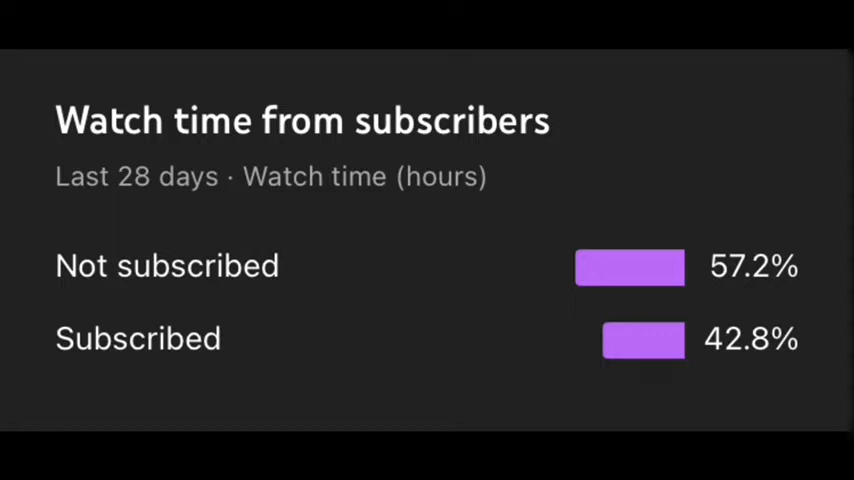 Watch time from subscribers
Last 28 days · Watch time (hours)
Not subscribed 57.2%
Subscribed 42.8%